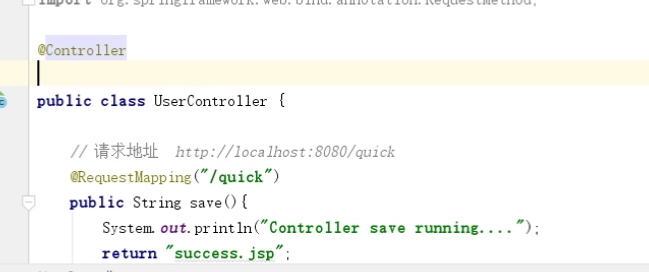 import org.springframework.web.bind.annotation.RequestMethod;
@Controller
public class UserController {
// 请求地址 http://localhost:8080/quick
@RequestMapping("/quick")
public String save(){
System.out.println("Controller save running....");
return "success.jsp";